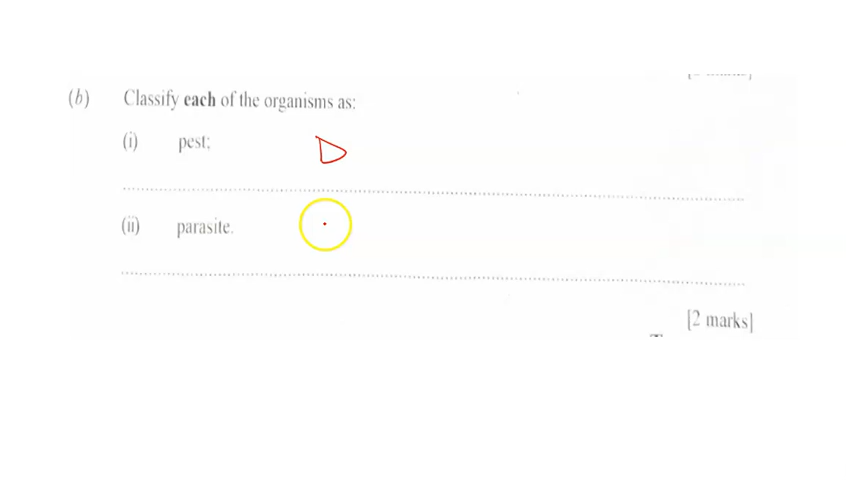 (b) Classify each of the organisms as:
(i) pest; D
(ii) parasite.
[2 marks]